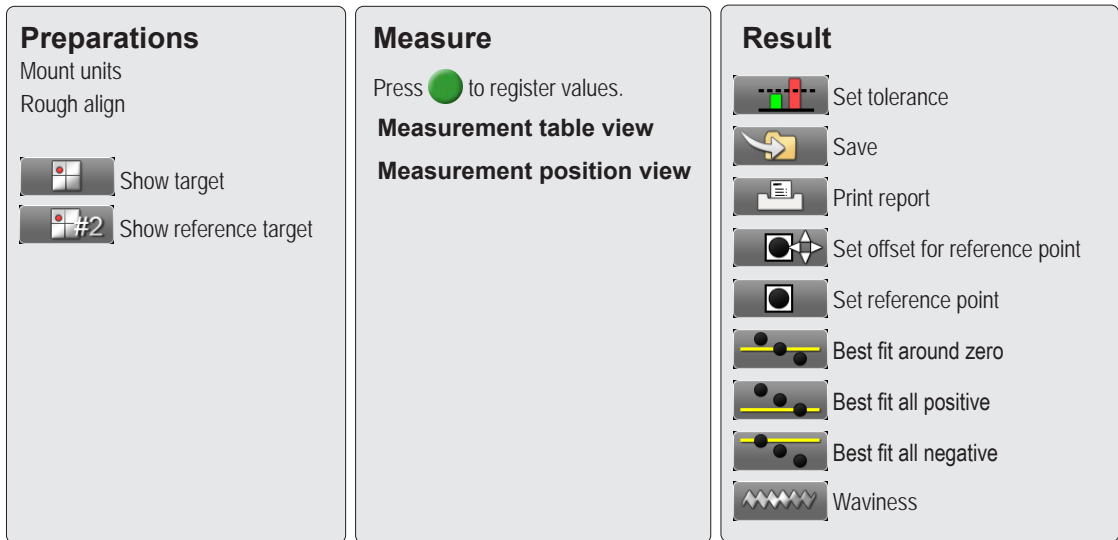 Preparations
Mount units
Rough align
Show target
#2 Show reference target
Measure
Press to register values.
Measurement table view
Measurement position view
Result
Set tolerance
Save
Print report
Set offset for reference point
Set reference point
Best fit around zero
Best fit all positive
Best fit all negative
Waviness